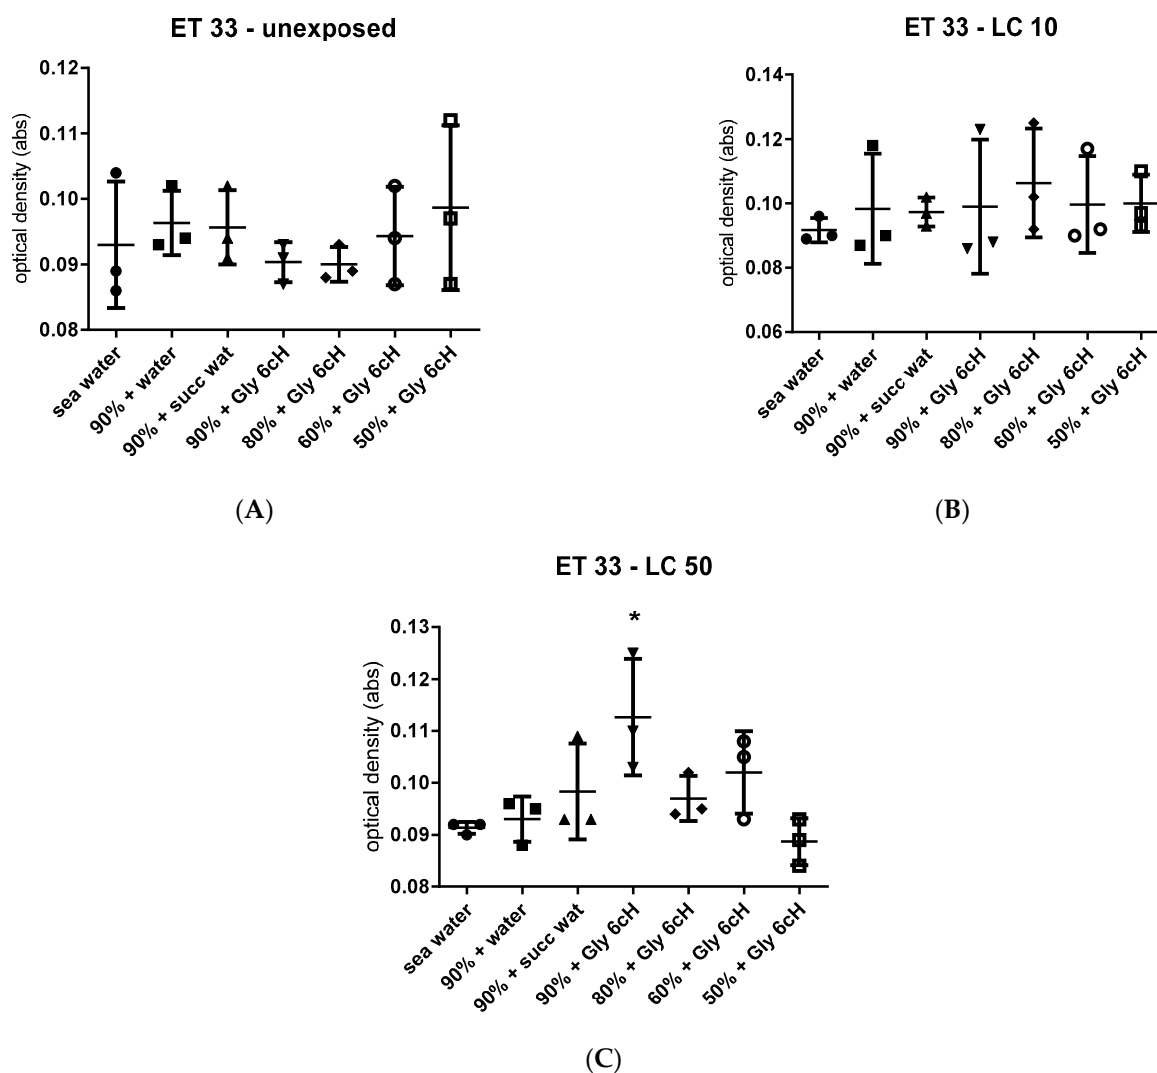 ET 33 - unexposed
optical density (abs)
0.12
0.11
0.10
0.09
0.08
sea water
90% + water
90% + succ wat
90% + Gly 6cH
80% + Gly 6cH
60% + Gly 6cH
50% + Gly 6cH
(A)
ET 33 - LC 10
optical density (abs)
0.14
0.12
0.10
0.08
0.06
sea water
90% + water
90% + succ wat
90% + Gly 6cH
80% + Gly 6cH
60% + Gly 6cH
50% + Gly 6cH
(B)
ET 33 - LC 50
*
optical density (abs)
0.13
0.12
0.11
0.10
0.09
0.08
sea water
90% + water
90% + succ wat
90% + Gly 6cH
80% + Gly 6cH
60% + Gly 6cH
50% + Gly 6cH
(C)